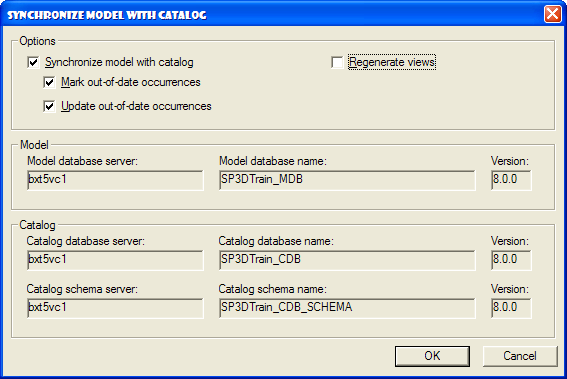 SYNCHRONIZE MODEL WITH CATALOG
Options
Synchronize model with catalog Regenerate views
Mark out-of-date occurrences
Update out-of-date occurrences
Model
Model database server: Model database name: Version:
bxt5vc1 SP3DTrain_MDB 8.0.0
Catalog
Catalog database server: Catalog database name: Version:
bxt5vc1 SP3DTrain_CDB 8.0.0
Catalog schema server: Catalog schema name: Version:
bxt5vc1 SP3DTrain_CDB_SCHEMA 8.0.0
OK Cancel